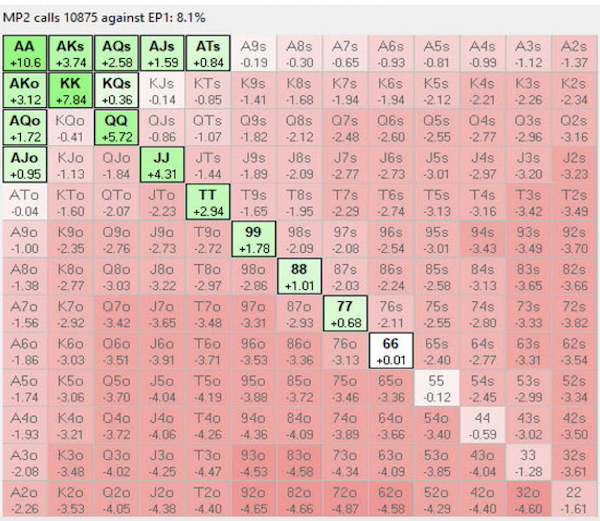 MP2 calls 10875 against EP1: 8.1%
AA AKs AQs AJs ATs A9s A8s A7s A6s A5s A4s A3s A2s
+10.6 +3.74 +2.58 +1.59 +0.84 -0.19 -0.30 -0.65 -0.93 -0.81 -0.99 -1.12 -1.37
AKo KK KQs KJs KTs K9s K8s K7s K6s K5s K4s K3s K2s
+3.12 +7.84 +0.36 -0.14 -0.85 -1.41 -1.68 -1.94 -1.94 -2.12 -2.21 -2.26 -2.34
AQo KQo QQ QJs QTs Q9s Q8s Q7s Q6s Q5s Q4s Q3s Q2s
+1.72 -0.41 +5.72 -0.86 -1.07 -1.82 -2.12 -2.48 -2.60 -2.55 -2.77 -2.96 -3.16
AJo KJo QJo JJ JTs J9s J8s J7s J6s J5s J4s J3s J2s
+0.95 -1.13 -1.84 +4.31 -1.44 -1.89 -2.09 -2.77 -2.73 -3.01 -2.97 -3.20 -3.23
ATo KTo QTo JTo TT T9s T8s T7s T6s T5s T4s T3s T2s
-0.04 -1.60 -2.07 -2.23 +2.94 -1.65 -1.95 -2.29 -2.74 -3.13 -3.16 -3.42 -3.49
A9o K9o Q9o J9o T9o 99 98s 97s 96s 95s 94s 93s 92s
-1.00 -2.35 -2.76 -2.73 -2.72 +1.78 -2.09 -2.08 -2.54 -3.01 -3.43 -3.49 -3.70
A8o K8o Q8o J8o T8o 98o 88 87s 86s 85s 84s 83s 82s
-1.38 -2.77 -3.03 -3.22 -2.97 -2.86 +1.01 -2.03 -2.24 -2.58 -3.13 -3.65 -3.66
A7o K7o Q7o J7o T7o 97o 87o 77 76s 75s 74s 73s 72s
-1.56 -2.92 -3.42 -3.65 -3.48 -3.31 -2.93 +0.68 -2.11 -2.55 -2.80 -3.33 -3.82
A6o K6o Q6o J6o T6o 96o 86o 76o 66 65s 64s 63s 62s
-1.86 -3.03 -3.51 -3.91 -3.71 -3.53 -3.36 -3.13 +0.01 -2.40 -2.77 -3.31 -3.54
A5o K5o Q5o J5o T5o 95o 85o 75o 65o 55 54s 53s 52s
-1.74 -3.06 -3.70 -4.04 -4.19 -3.88 -3.72 -3.46 -3.36 -0.12 -2.45 -2.99 -3.34
A4o K4o Q4o J4o T4o 94o 84o 74o 64o 54o 44 43s 42s
-1.93 -3.21 -3.72 -4.06 -4.26 -4.36 -4.09 -3.89 -3.66 -3.40 -0.59 -3.02 -3.50
A3o K3o Q3o J3o T3o 93o 83o 73o 63o 53o 43o 33 32s
-2.08 -3.48 -4.02 -4.25 -4.47 -4.53 -4.58 -4.34 -4.09 -3.85 -4.04 -1.28 -3.61
A2o K2o Q2o J2o T2o 92o 82o 72o 62o 52o 42o 32o 22
-2.26 -3.53 -4.05 -4.38 -4.40 -4.65 -4.66 -4.87 -4.58 -4.29 -4.40 -4.60 -1.61